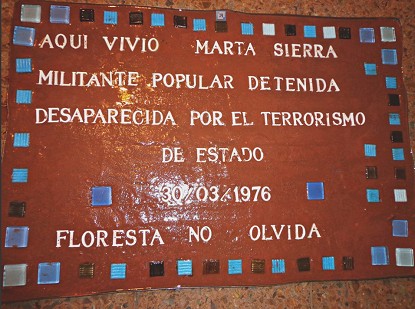 AQUI VIVIO MARTA SIERRA
MILITANTE POPULAR DETENIDA
DESAPARECIDA POR EL TERRORISMO
DE ESTADO
30/03/1976
FLORESTA NO OLVIDA